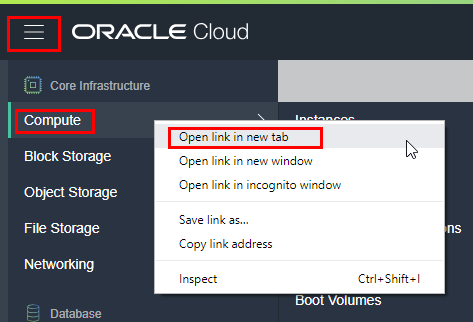 ORACLE Cloud
Core Infrastructure
Compute
Block Storage
Object Storage
File Storage
Networking
Database
Open link in new tab
Open link in new window
Open link in incognito window
Save link as...
Copy link address
Inspect Ctrl+Shift+I
Instances
Boot Volumes